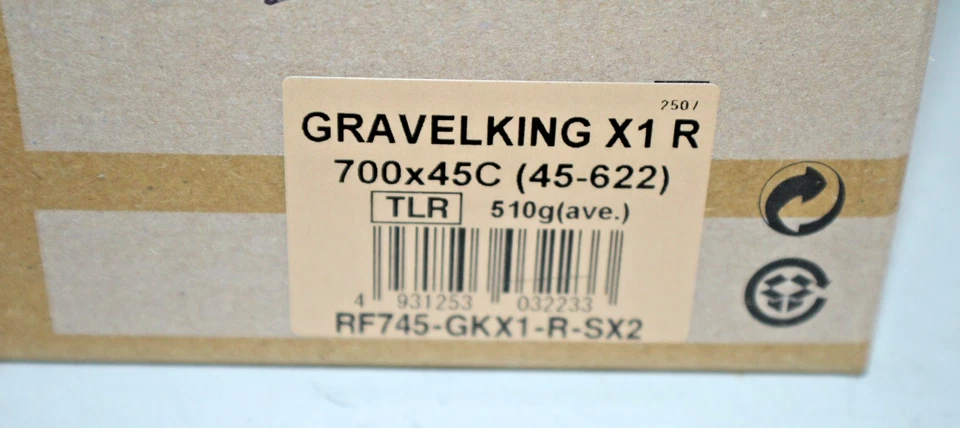 2507
GRAVELKING X1 R
700x45C (45-622)
TLR 510g(ave.)
4 931253 032233
RF745-GKX1-R-SX2